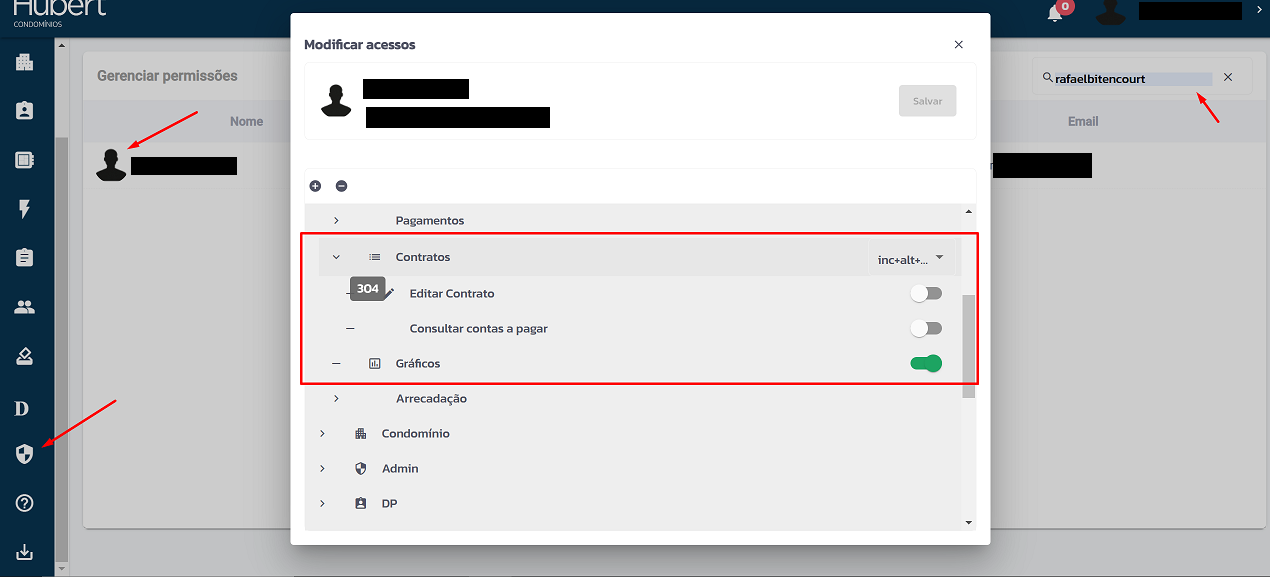 Hubert
CONDOMÍNIOS
0
Modificar acessos
Gerenciar permissões
rafaelbitencourt
Salvar
Nome
Email
Pagamentos
Contratos
inc+alt+...
304
Editar Contrato
Consultar contas a pagar
Gráficos
Arrecadação
Condomínio
Admin
DP
D